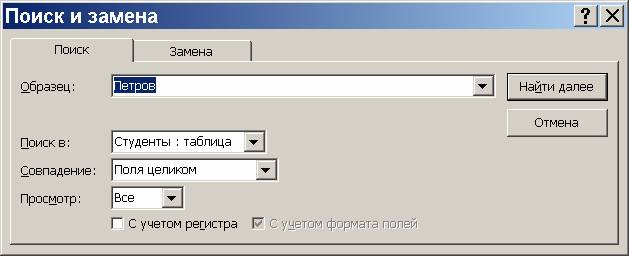 Поиск и замена
Поиск Замена
Образец: Петров Найти далее
Отмена
Поиск в: Студенты : таблица
Совпадение: Поля целиком
Просмотр: Все
С учетом регистра С учетом формата полей